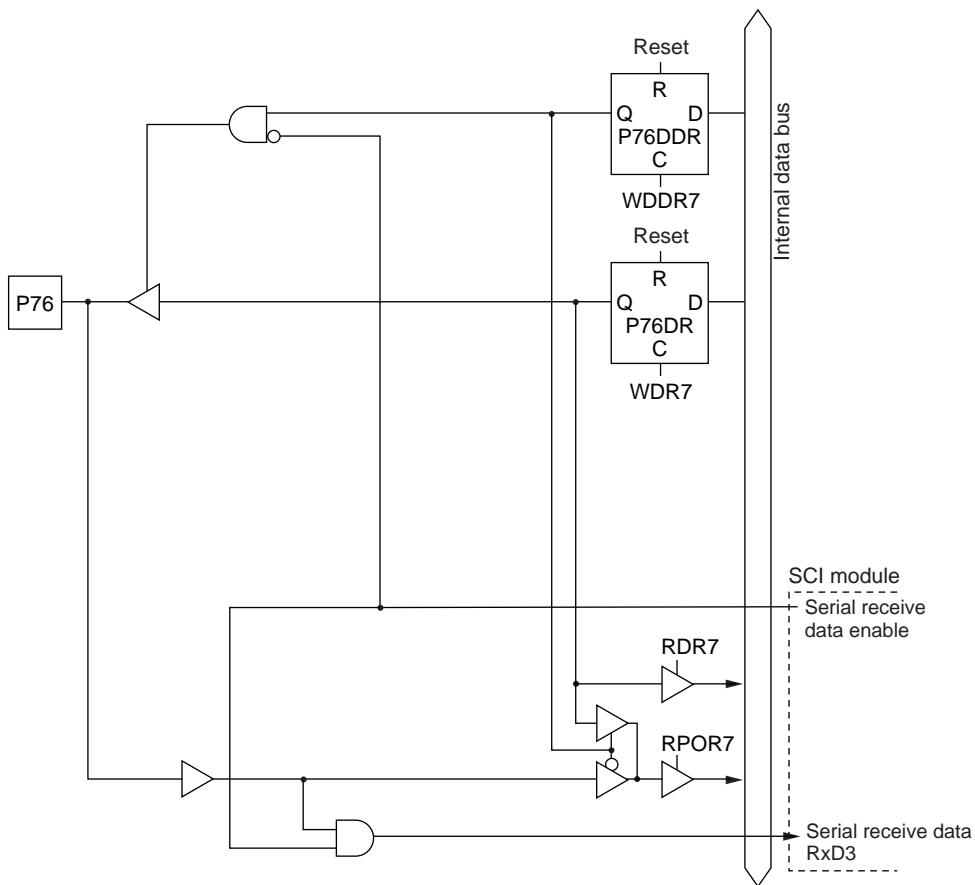 Reset
R
Q D
P76DDR
C
WDDR7
Internal data bus
Reset
P76
R
Q D
P76DR
C
WDR7
SCI module
Serial receive
data enable
RDR7
RPOR7
Serial receive data
RxD3